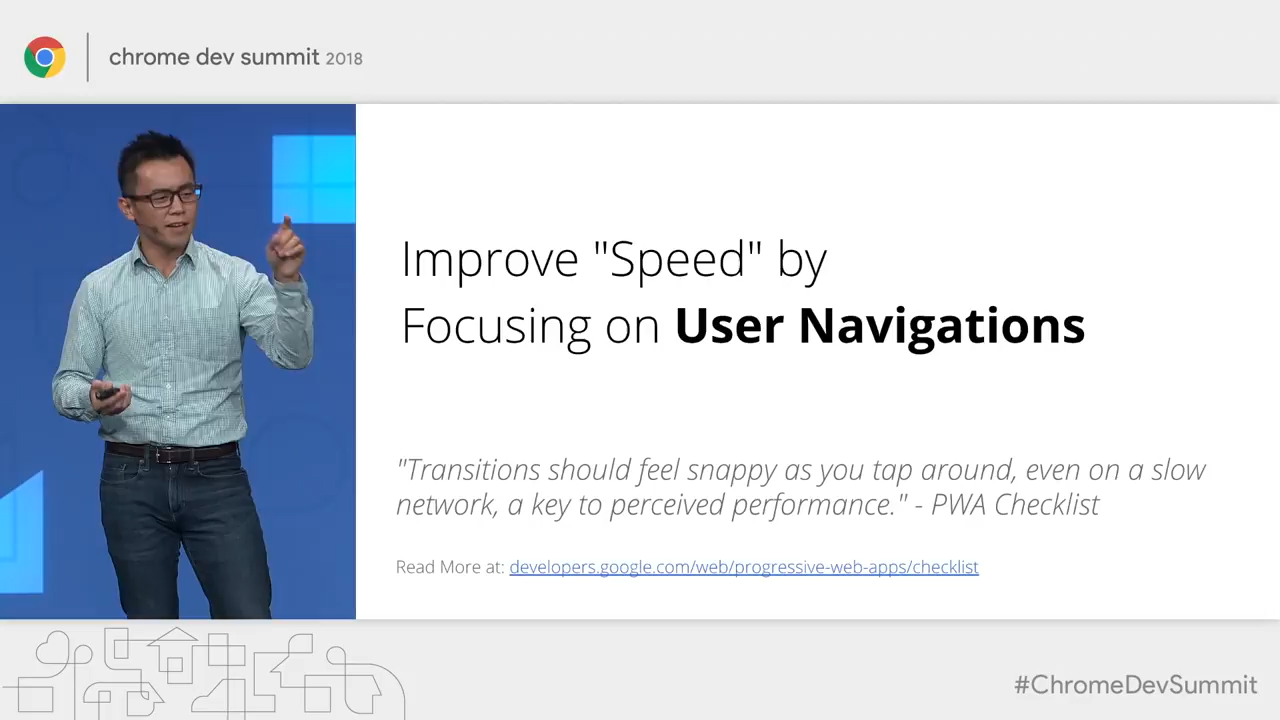 chrome dev summit 2018
Improve "Speed" by
Focusing on User Navigations
"Transitions should feel snappy as you tap around, even on a slow
network, a key to perceived performance." - PWA Checklist
Read More at: developers.google.com/web/progressive-web-apps/checklist
#ChromeDevSummit